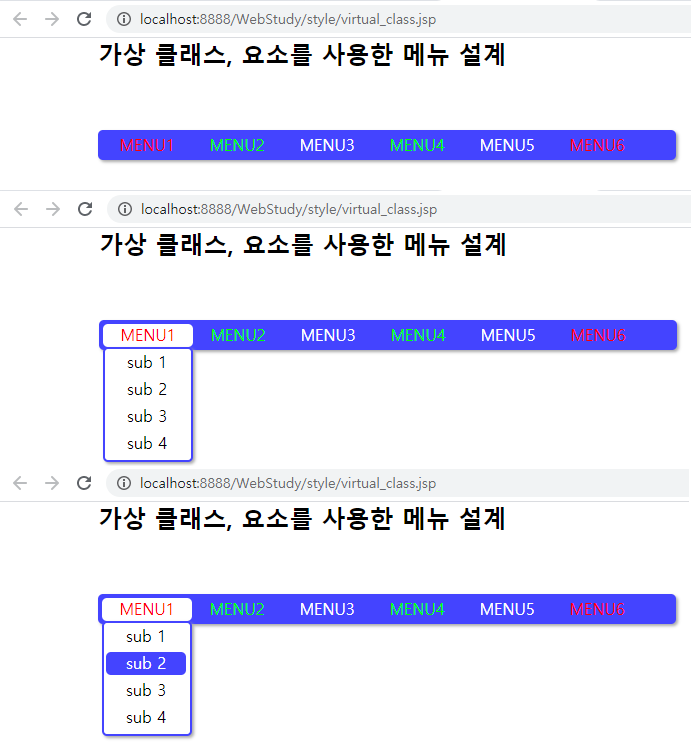 localhost:8888/WebStudy/style/virtual_class.jsp
가상 클래스, 요소를 사용한 메뉴 설계
MENU1 MENU2 MENU3 MENU4 MENU5 MENU6
localhost:8888/WebStudy/style/virtual_class.jsp
가상 클래스, 요소를 사용한 메뉴 설계
MENU1 MENU2 MENU3 MENU4 MENU5 MENU6
sub 1
sub 2
sub 3
sub 4
localhost:8888/WebStudy/style/virtual_class.jsp
가상 클래스, 요소를 사용한 메뉴 설계
MENU1 MENU2 MENU3 MENU4 MENU5 MENU6
sub 1
sub 2
sub 3
sub 4